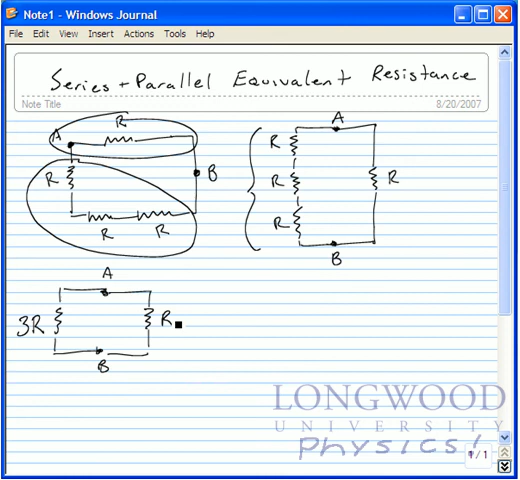 Note1 - Windows Journal
File Edit View Insert Actions Tools Help
Series + Parallel Equivalent Resistance
Note Title
8/20/2007
A R
R B
R R
A
R
R R
R
B
A
3R R
B
LONGWOOD
UNIVERSITY
Physics!
1/1